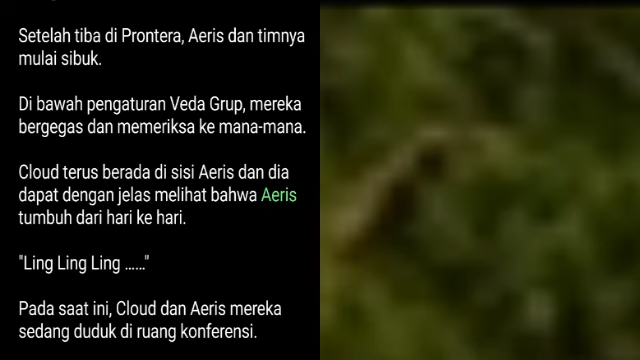 Setelah tiba di Prontera, Aeris dan timnya
mulai sibuk.
Di bawah pengaturan Veda Grup, mereka
bergegas dan memeriksa ke mana-mana.
Cloud terus berada di sisi Aeris dan dia
dapat dengan jelas melihat bahwa Aeris
tumbuh dari hari ke hari.
"Ling Ling Ling ......"
Pada saat ini, Cloud dan Aeris mereka
sedang duduk di ruang konferensi.